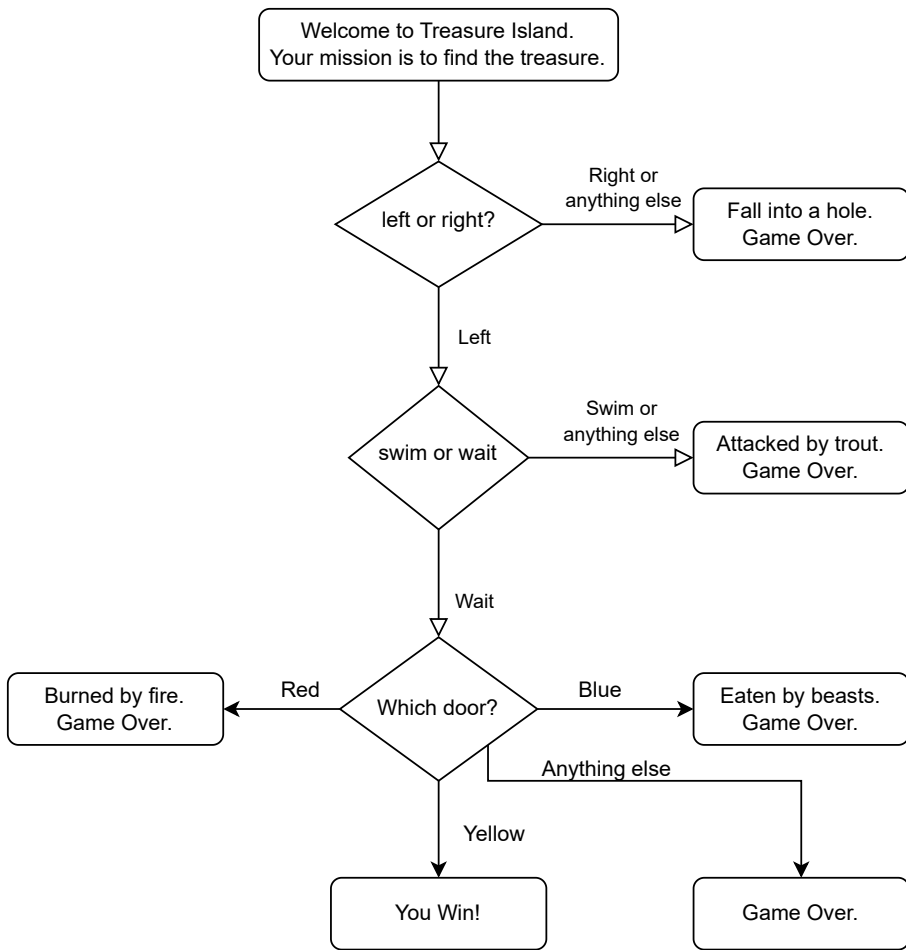 Welcome to Treasure Island.
Your mission is to find the treasure.
left or right?
Right or
anything else
Fall into a hole.
Game Over.
Left
swim or wait
Swim or
anything else
Attacked by trout.
Game Over.
Wait
Which door?
Red
Burned by fire.
Game Over.
Blue
Eaten by beasts.
Game Over.
Anything else
Yellow
You Win!
Game Over.